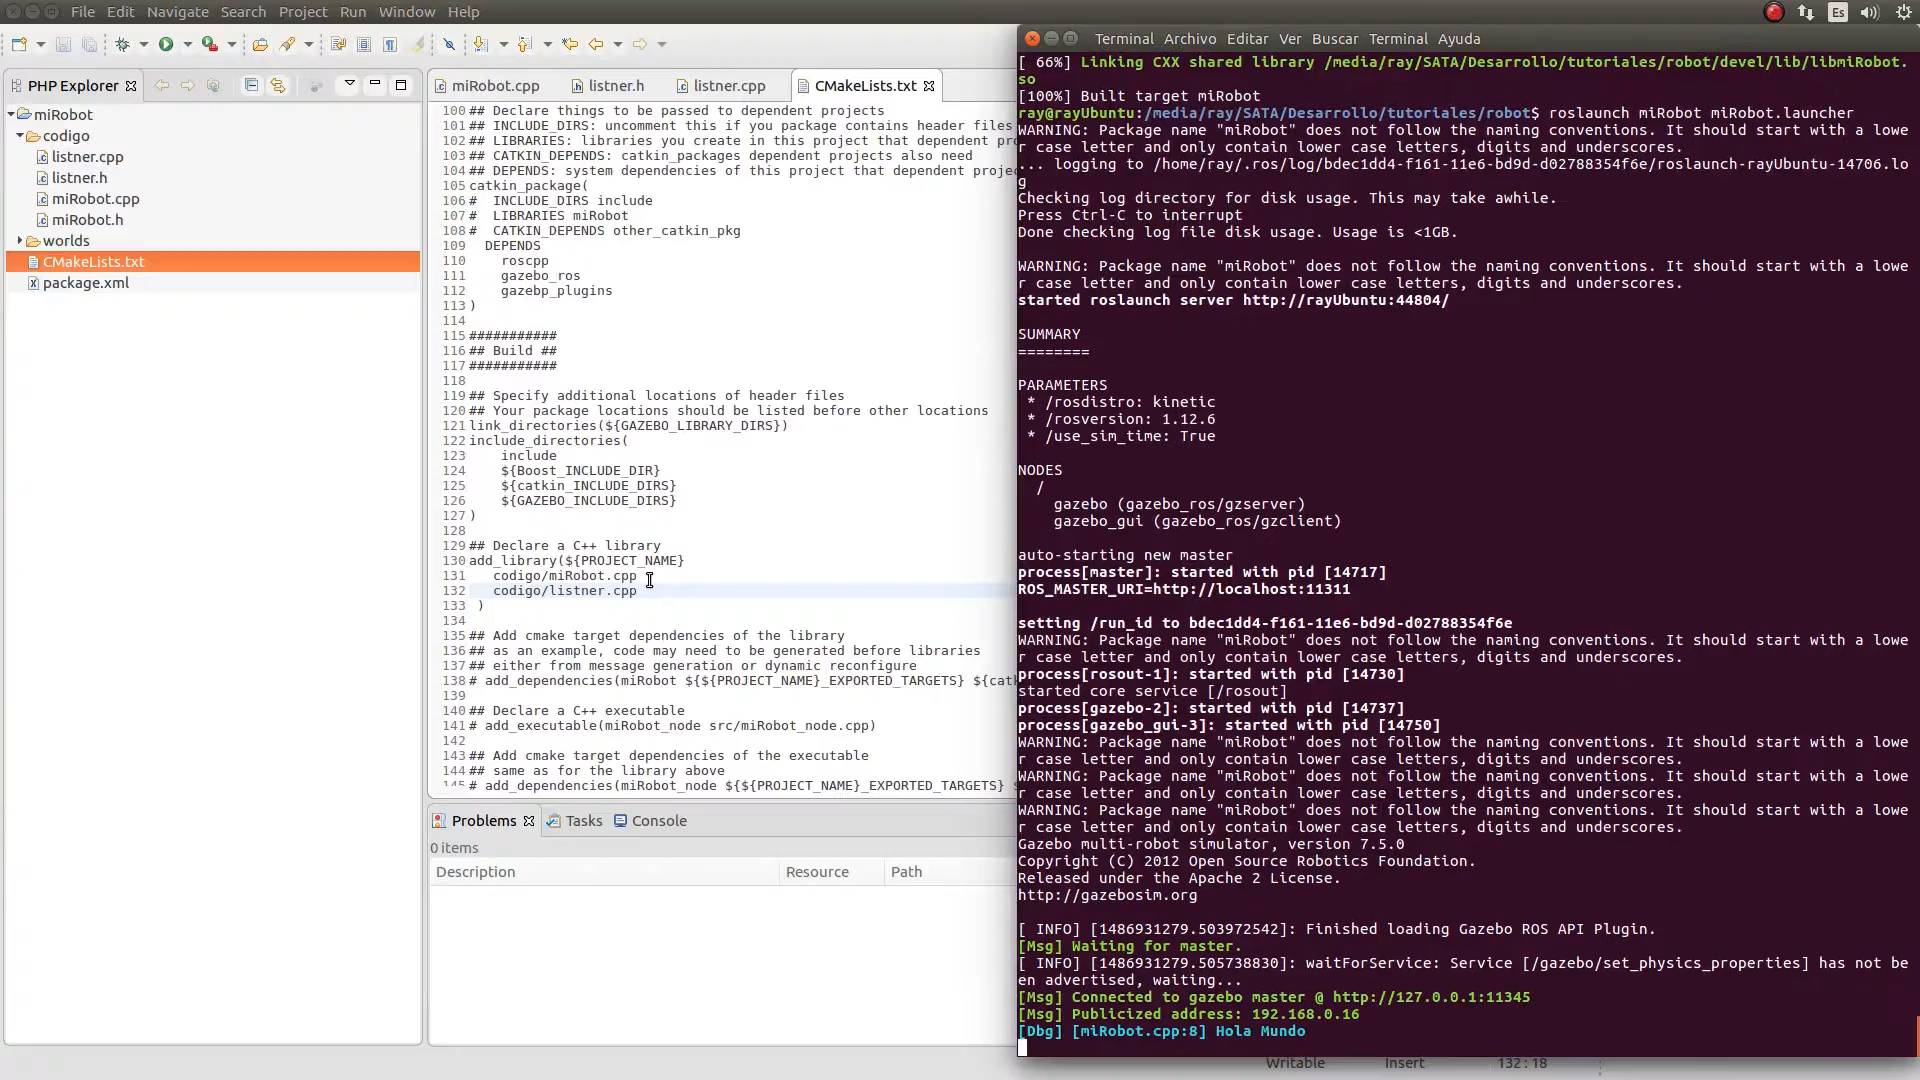 File Edit Navigate Search Project Run Window Help
Es
PHP Explorer
miRobot
codigo
listner.cpp
listner.h
miRobot.cpp
miRobot.h
worlds
CMakeLists.txt
package.xml
miRobot.cpp listner.h listner.cpp CMakeLists.txt
100 ## Declare things to be passed to dependent projects
101 ## INCLUDE_DIRS: uncomment this if you package contains header files
102 ## LIBRARIES: libraries you create in this project that dependent pro
103 ## CATKIN_DEPENDS: catkin_packages dependent projects also need
104 ## DEPENDS: system dependencies of this project that dependent projec
105 catkin_package(
106 #  INCLUDE_DIRS include
107 #  LIBRARIES miRobot
108 #  CATKIN_DEPENDS other_catkin_pkg
109   DEPENDS
110     roscpp
111     gazebo_ros
112     gazebp_plugins
113 )
114
115 ###########
116 ## Build ##
117 ###########
118
119 ## Specify additional locations of header files
120 ## Your package locations should be listed before other locations
121 link_directories(${GAZEBO_LIBRARY_DIRS})
122 include_directories(
123     include
124     ${Boost_INCLUDE_DIR}
125     ${catkin_INCLUDE_DIRS}
126     ${GAZEBO_INCLUDE_DIRS}
127 )
128
129 ## Declare a C++ library
130 add_library(${PROJECT_NAME}
131    codigo/miRobot.cpp
132    codigo/listner.cpp
133  )
134
135 ## Add cmake target dependencies of the library
136 ## as an example, code may need to be generated before libraries
137 ## either from message generation or dynamic reconfigure
138 # add_dependencies(miRobot ${${PROJECT_NAME}_EXPORTED_TARGETS} ${cat
139
140 ## Declare a C++ executable
141 # add_executable(miRobot_node src/miRobot_node.cpp)
142
143 ## Add cmake target dependencies of the executable
144 ## same as for the library above
145 # add_dependencies(miRobot_node ${${PROJECT_NAME}_EXPORTED_TARGETS}
Problems Tasks Console
0 items
Description Resource Path
Terminal Archivo Editar Ver Buscar Terminal Ayuda
[ 66%] Linking CXX shared library /media/ray/SATA/Desarrollo/tutoriales/robot/devel/lib/libmiRobot.
so
[100%] Built target miRobot
ray@rayUbuntu:/media/ray/SATA/Desarrollo/tutoriales/robot$ roslaunch miRobot miRobot.launcher
WARNING: Package name "miRobot" does not follow the naming conventions. It should start with a lowe
r case letter and only contain lower case letters, digits and underscores.
... logging to /home/ray/.ros/log/bdec1dd4-f161-11e6-bd9d-d02788354f6e/roslaunch-rayUbuntu-14706.lo
g
Checking log directory for disk usage. This may take awhile.
Press Ctrl-C to interrupt
Done checking log file disk usage. Usage is <1GB.

WARNING: Package name "miRobot" does not follow the naming conventions. It should start with a lowe
r case letter and only contain lower case letters, digits and underscores.
started roslaunch server http://rayUbuntu:44804/

SUMMARY
========

PARAMETERS
 * /rosdistro: kinetic
 * /rosversion: 1.12.6
 * /use_sim_time: True

NODES
  /
    gazebo (gazebo_ros/gzserver)
    gazebo_gui (gazebo_ros/gzclient)

auto-starting new master
process[master]: started with pid [14717]
ROS_MASTER_URI=http://localhost:11311

setting /run_id to bdec1dd4-f161-11e6-bd9d-d02788354f6e
WARNING: Package name "miRobot" does not follow the naming conventions. It should start with a lowe
r case letter and only contain lower case letters, digits and underscores.
process[rosout-1]: started with pid [14730]
started core service [/rosout]
process[gazebo-2]: started with pid [14737]
process[gazebo_gui-3]: started with pid [14750]
WARNING: Package name "miRobot" does not follow the naming conventions. It should start with a lowe
r case letter and only contain lower case letters, digits and underscores.
WARNING: Package name "miRobot" does not follow the naming conventions. It should start with a lowe
r case letter and only contain lower case letters, digits and underscores.
WARNING: Package name "miRobot" does not follow the naming conventions. It should start with a lowe
r case letter and only contain lower case letters, digits and underscores.
Gazebo multi-robot simulator, version 7.5.0
Copyright (C) 2012 Open Source Robotics Foundation.
Released under the Apache 2 License.
http://gazebosim.org

[ INFO] [1486931279.503972542]: Finished loading Gazebo ROS API Plugin.
[Msg] Waiting for master.
[ INFO] [1486931279.505738830]: waitForService: Service [/gazebo/set_physics_properties] has not be
en advertised, waiting...
[Msg] Connected to gazebo master @ http://127.0.0.1:11345
[Msg] Publicized address: 192.168.0.16
[Dbg] [miRobot.cpp:8] Hola Mundo
Writable Insert 132 : 18